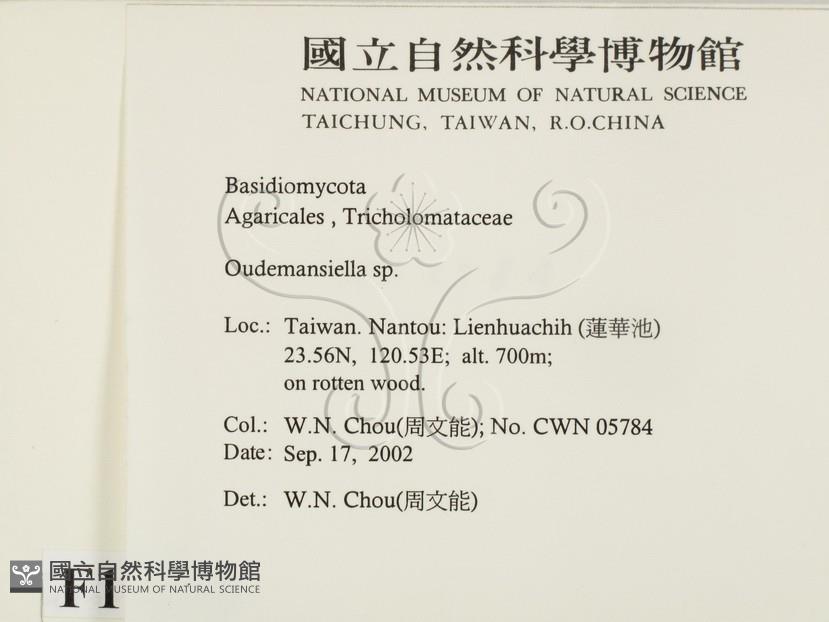 國立自然科學博物館
NATIONAL MUSEUM OF NATURAL SCIENCE
TAICHUNG, TAIWAN, R.O.CHINA
Basidiomycota
Agaricales , Tricholomataceae
Oudemansiella sp.
Loc.: Taiwan. Nantou: Lienhuachih (蓮華池)
23.56N, 120.53E; alt. 700m;
on rotten wood.
Col.: W.N. Chou(周文能); No. CWN 05784
Date: Sep. 17, 2002
Det.: W.N. Chou(周文能)
國立自然科學博物館
NATIONAL MUSEUM OF NATURAL SCIENCE